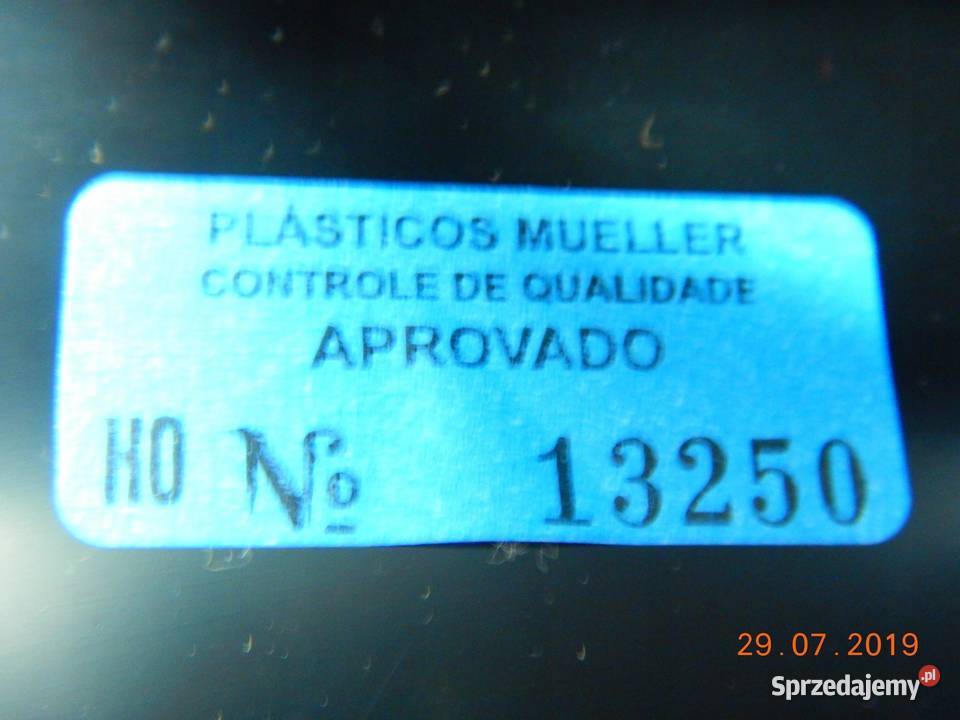 PLÁSTICOS MUELLER
CONTROLE DE QUALIDADE
APROVADO
HO Nº 13250
29.07.2019
Sprzedajemy.pl